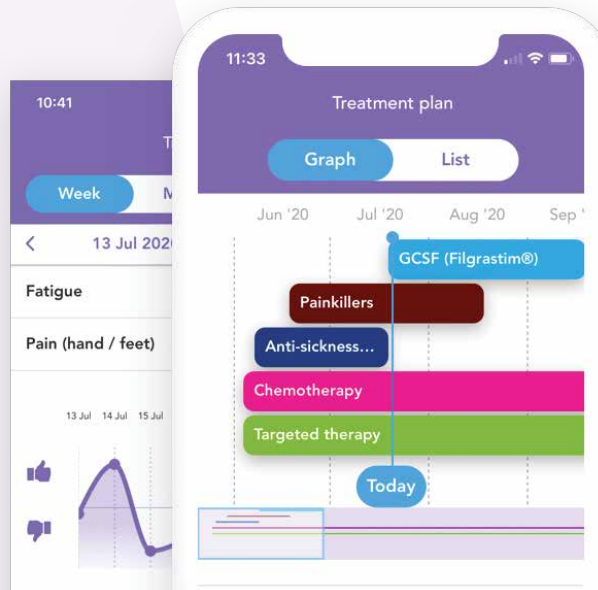 10:41
Week
13 Jul
Fatigue
Pain (hand / feet)
13 Jul 14 Jul 15 Jul
11:33
Treatment plan
Graph List
Jun '20 Jul '20 Aug '20 Sep '
GCSF (Filgrastim®)
Painkillers
Anti-sickness...
Chemotherapy
Targeted therapy
Today